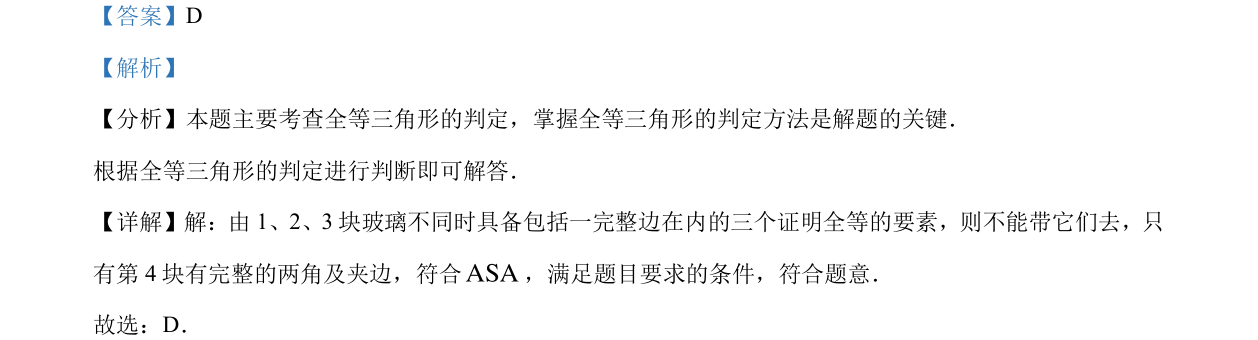 【答案】D
【解析】
【分析】本题主要考查全等三角形的判定，掌握全等三角形的判定方法是解题的关键．
根据全等三角形的判定进行判断即可解答．
【详解】解：由 1、2、3 块玻璃不同时具备包括一完整边在内的三个证明全等的要素，则不能带它们去，只
有第 4 块有完整的两角及夹边，符合 ASA ，满足题目要求的条件，符合题意．
故选：D．